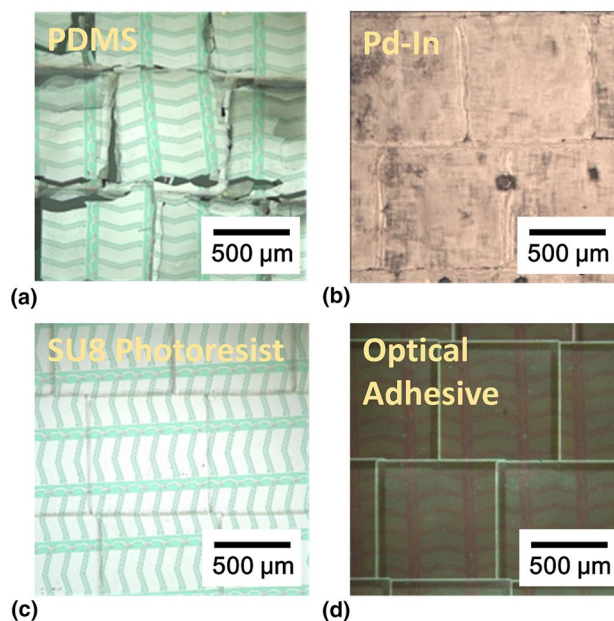 PDMS
500 µm
(a)
Pd-In
500 µm
(b)
SU8 Photoresist
500 µm
(c)
Optical
Adhesive
500 µm
(d)